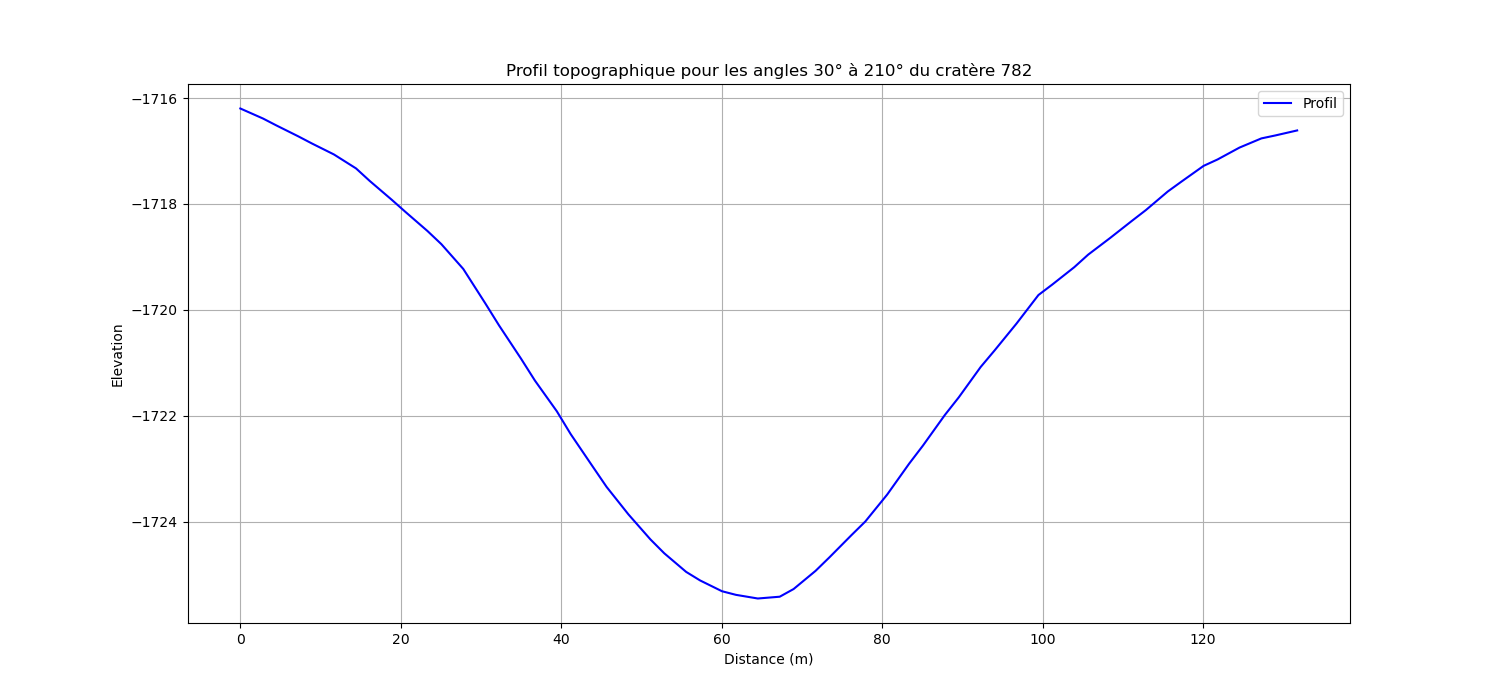 Profil topographique pour les angles 30° à 210° du cratère 782
Profil
−1716
−1718
−1720
−1722
−1724
Elevation
0 20 40 60 80 100 120
Distance (m)